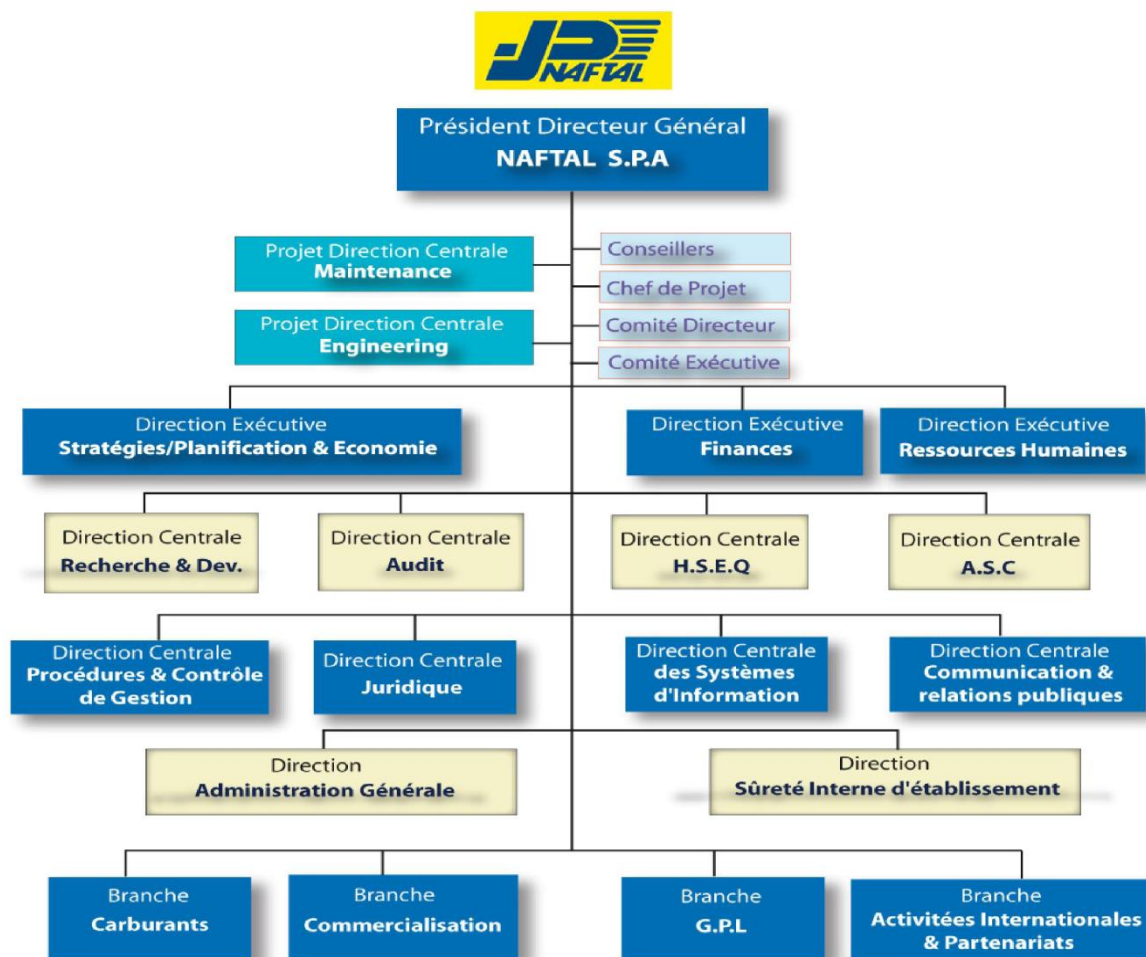 NAFTAL
Président Directeur Général
NAFTAL S.P.A
Projet Direction Centrale
Maintenance
Conseillers
Chef de Projet
Projet Direction Centrale
Engineering
Comité Directeur
Comité Exécutive
Direction Exécutive
Stratégies/Planification & Economie
Direction Exécutive
Finances
Direction Exécutive
Ressources Humaines
Direction Centrale
Recherche & Dev.
Direction Centrale
Audit
Direction Centrale
H.S.E.Q
Direction Centrale
A.S.C
Direction Centrale
Procédures & Contrôle
de Gestion
Direction Centrale
Juridique
Direction Centrale
des Systèmes
d'Information
Direction Centrale
Communication &
relations publiques
Direction
Administration Générale
Direction
Sûreté Interne d'établissement
Branche
Carburants
Branche
Commercialisation
Branche
G.P.L
Branche
Activitées Internationales
& Partenariats